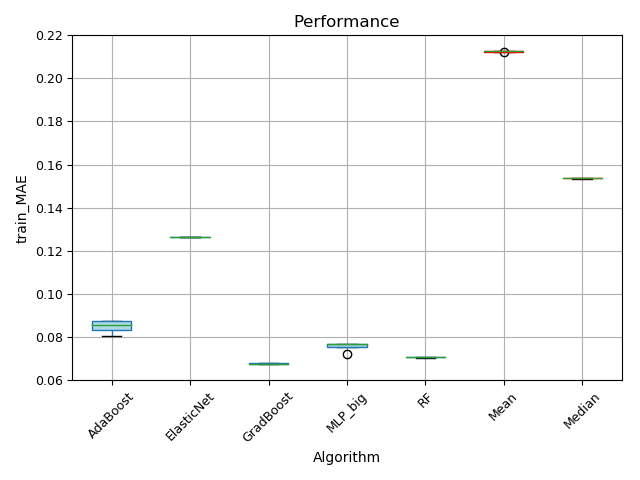 Performance
train_MAE
0.22
0.20
0.18
0.16
0.14
0.12
0.10
0.08
0.06
AdaBoost
ElasticNet
GradBoost
MLP_big
RF
Mean
Median
Algorithm